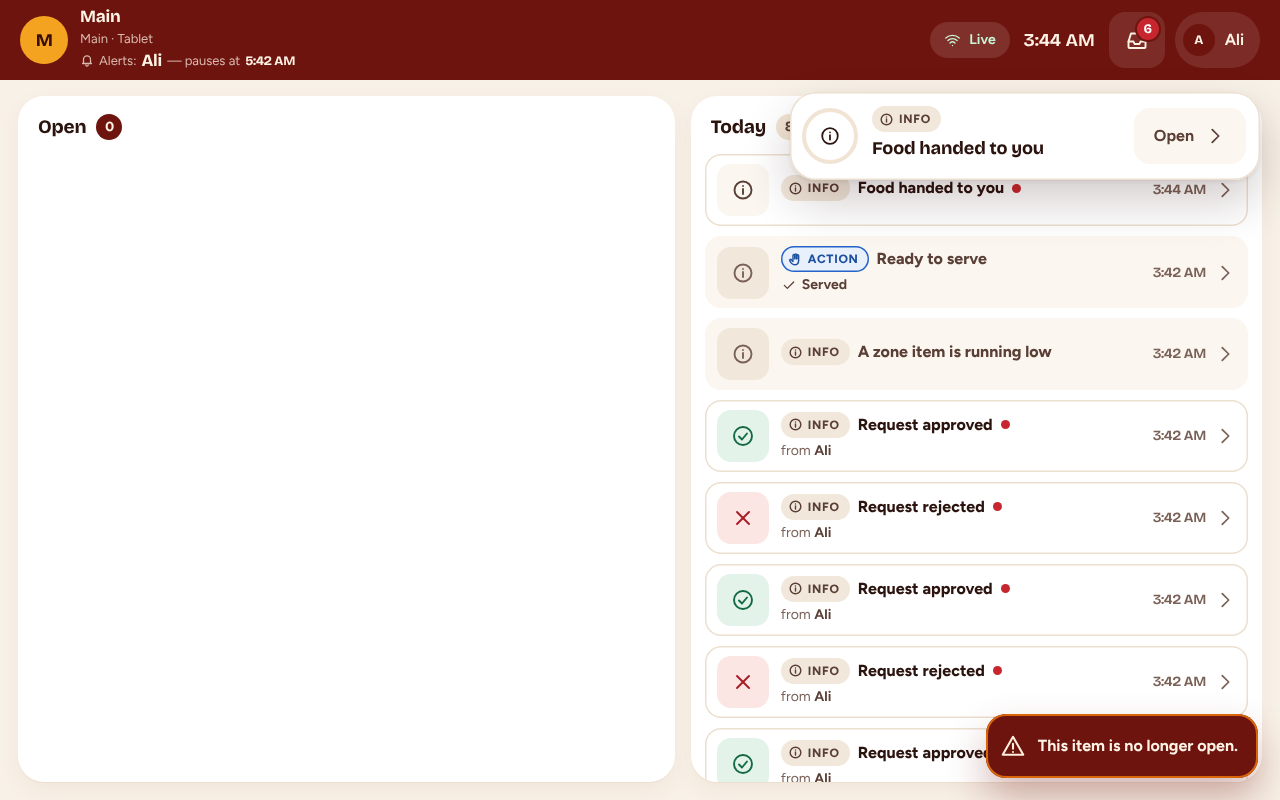 M
Main
Main · Tablet
Alerts: Ali — pauses at 5:42 AM
Live
3:44 AM
6
A
Ali
Open 0
Today
INFO
Food handed to you
Open
INFO Food handed to you
3:44 AM
ACTION Ready to serve
Served
3:42 AM
INFO A zone item is running low
3:42 AM
INFO Request approved
from Ali
3:42 AM
INFO Request rejected
from Ali
3:42 AM
INFO Request approved
from Ali
3:42 AM
INFO Request rejected
from Ali
3:42 AM
INFO Request approved
from Ali
This item is no longer open.